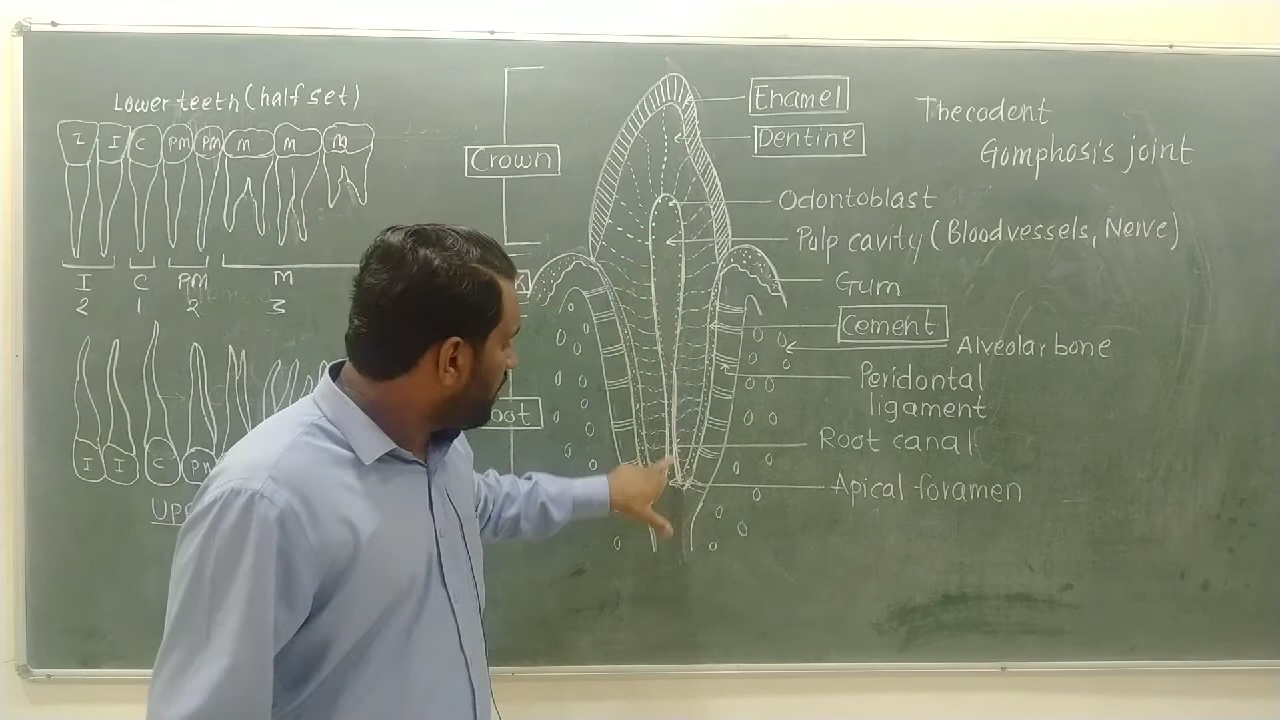 Lower teeth (half set)
I I C PM PM M M M
I C PM M
2 1 2 3
I I C PM
Crown
Enamel
Dentine
Odontoblast
Pulp cavity (Bloodvessels, Nerve)
Gum
Cement
Alveolar bone
Peridontal
ligament
Root canal
Apical foramen
Thecodent
Gomphosis joint